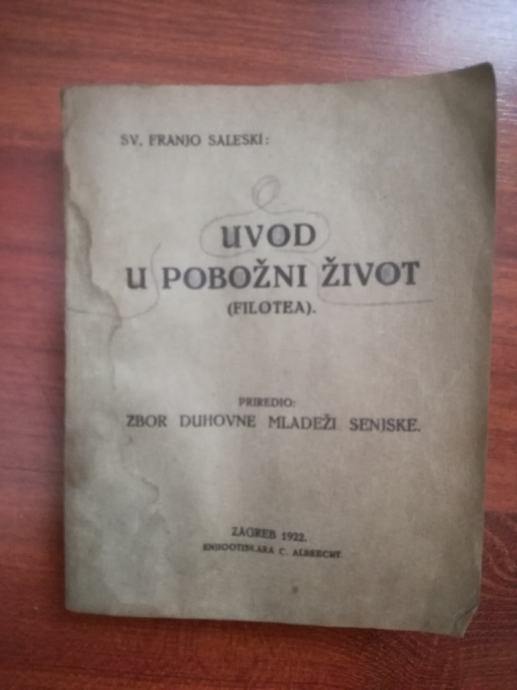 SV. FRANJO SALESKI:
UVOD
U POBOŽNI ŽIVOT
(FILOTEA).
PRIREDIO:
ZBOR DUHOVNE MLADEŽI SENJSKE.
ZAGREB 1922.
KNJIGOTISKARA C. ALBRECHT.